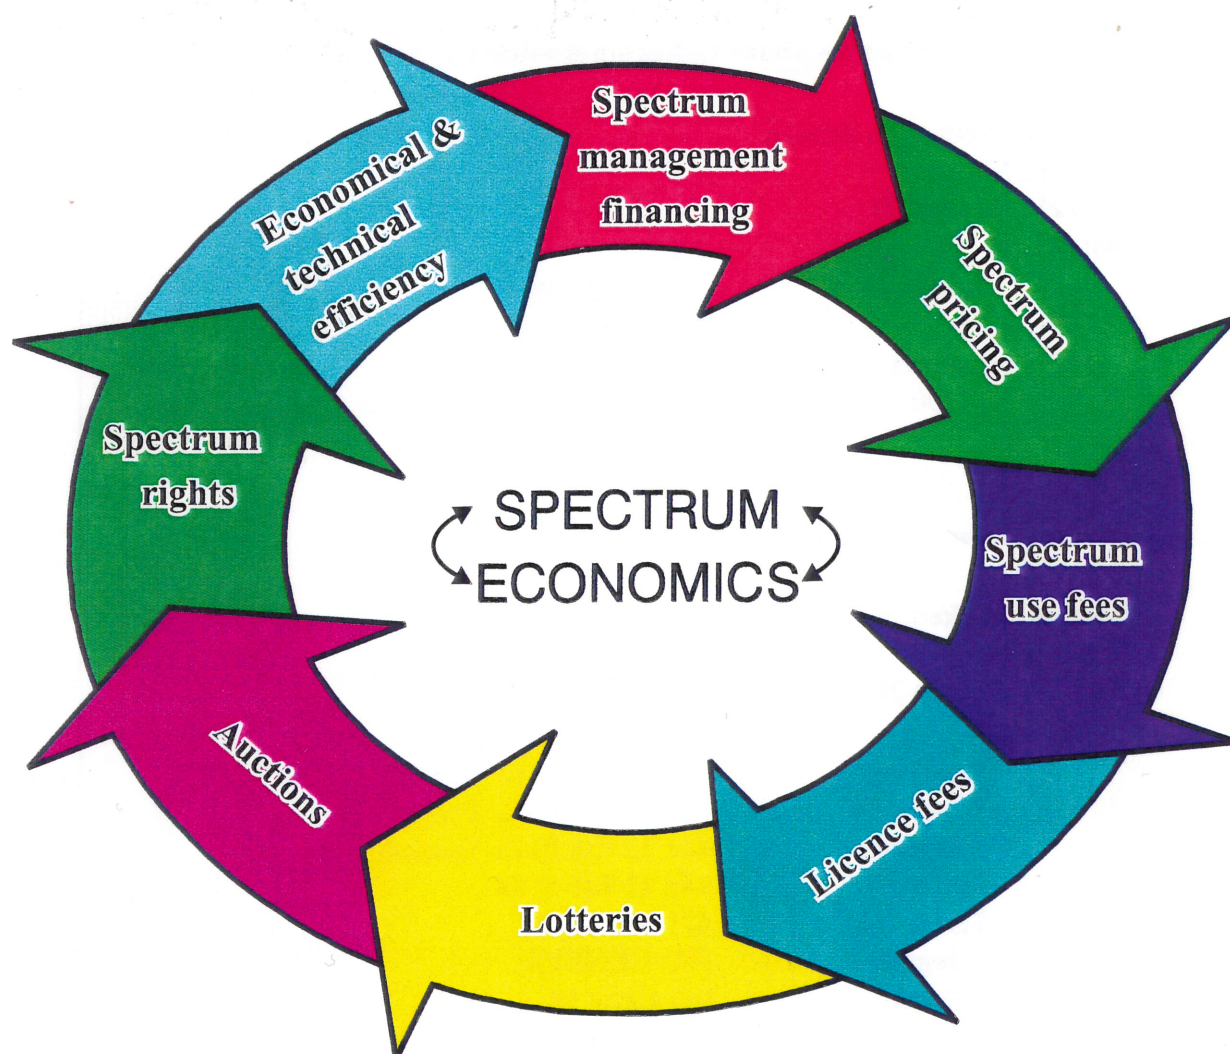 Spectrum
management
financing
Spectrum
pricing
Spectrum
use fees
Licence fees
Lotteries
Auctions
Spectrum
rights
Economical &
technical
efficiency
SPECTRUM
ECONOMICS